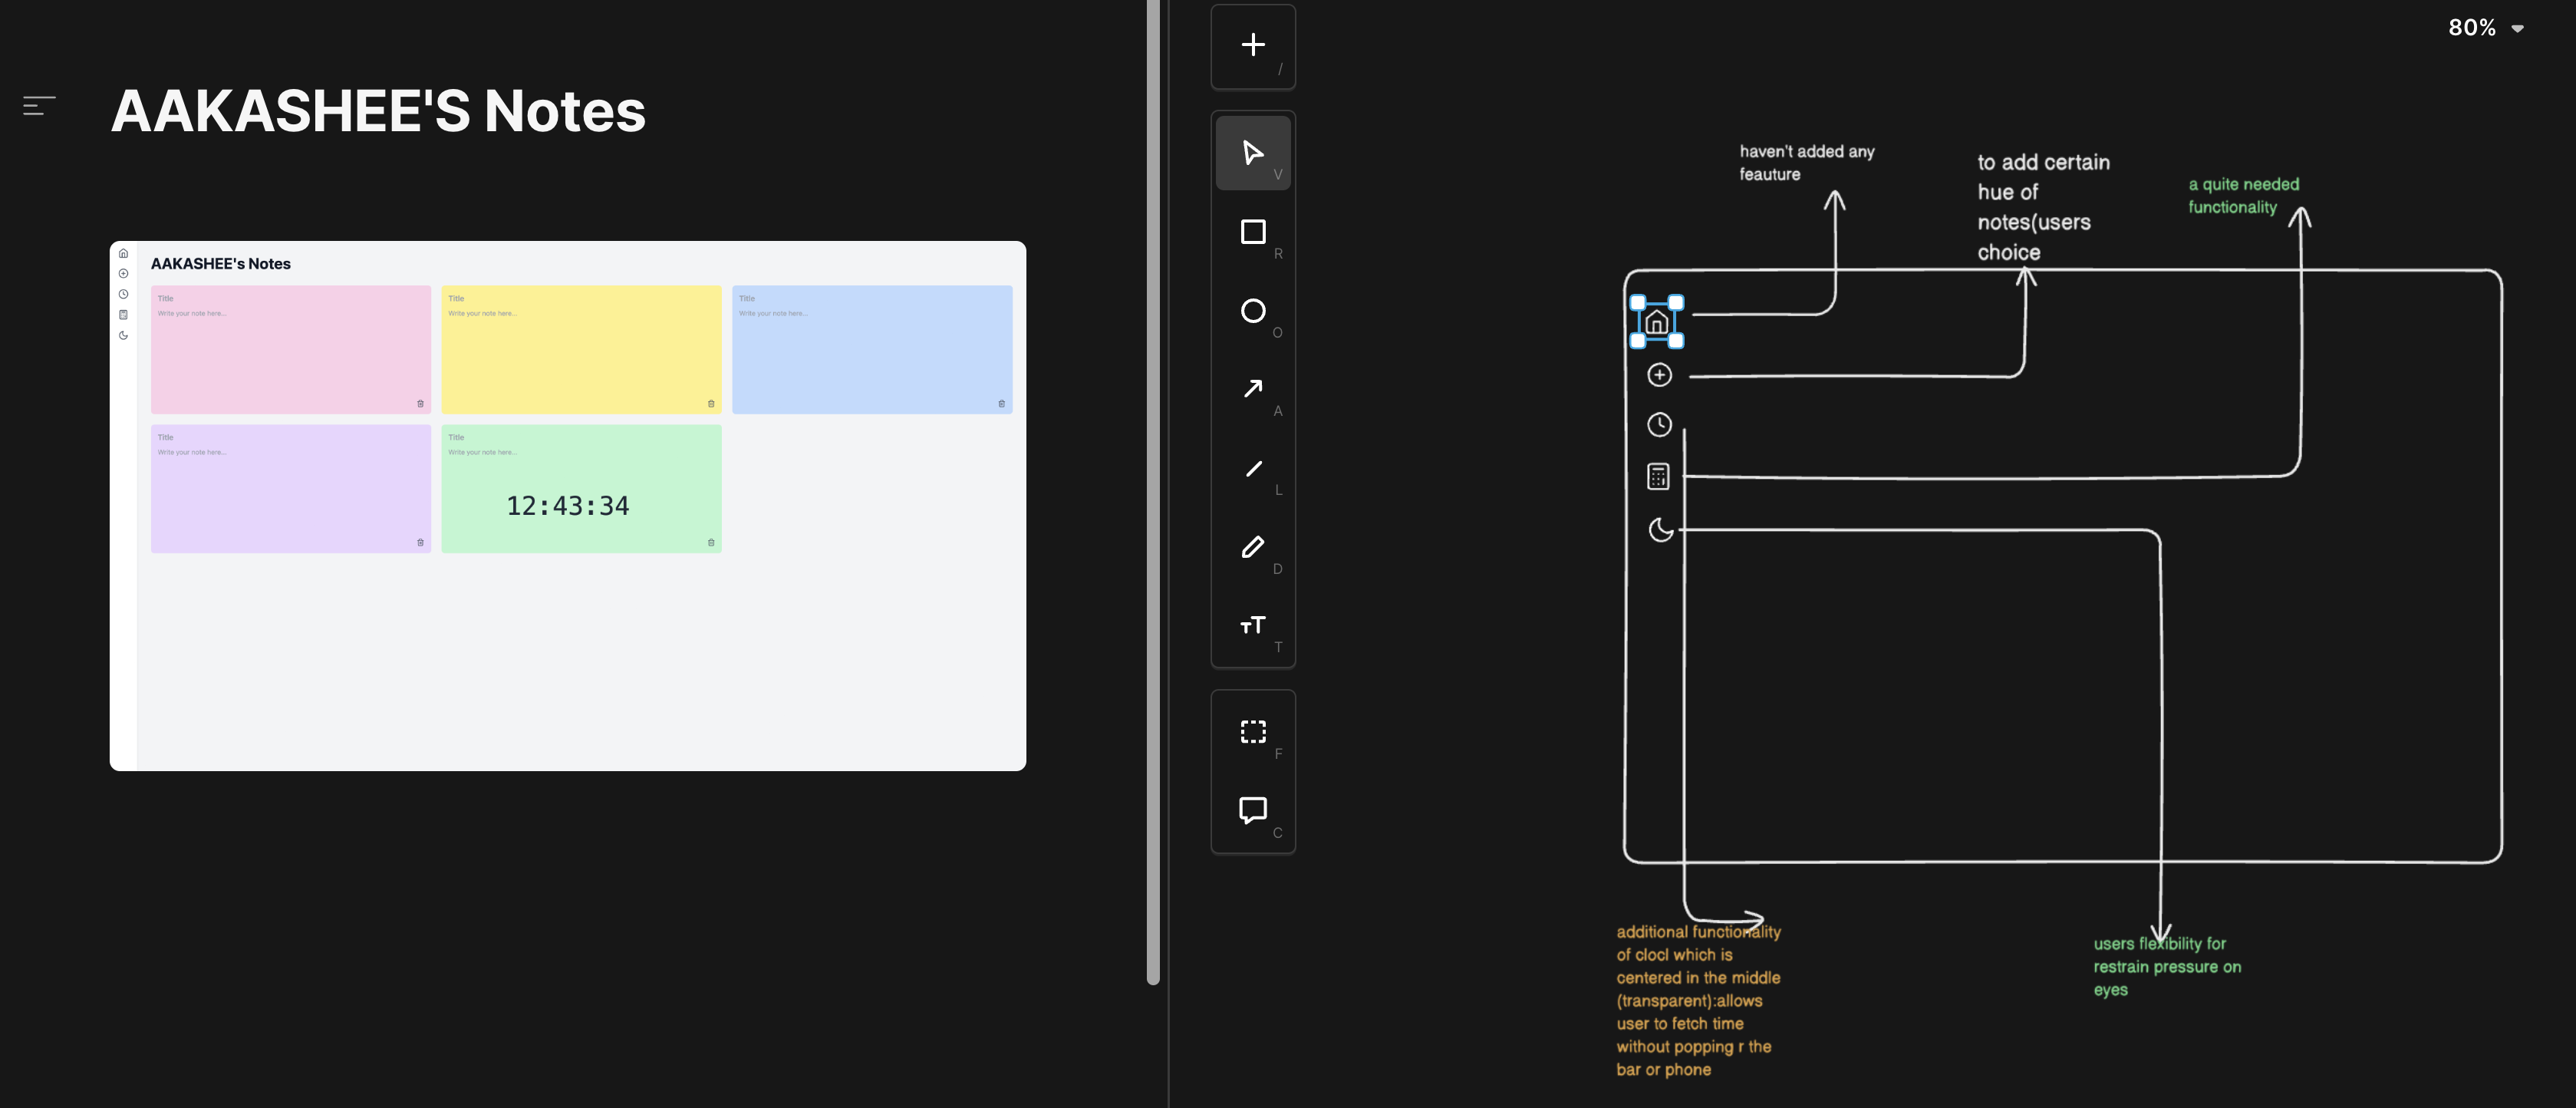 AAKASHEE'S Notes
AAKASHEE's Notes
Title
Write your note here...
Title
Write your note here...
Title
Write your note here...
Title
Write your note here...
Title
Write your note here...
12:43:34
/
V
R
O
A
L
D
T
F
C
80%
haven't added any
feauture
to add certain
hue of
notes(users
choice
a quite needed
functionality
additional functionality
of clocl which is
centered in the middle
(transparent):allows
user to fetch time
without popping r the
bar or phone
users flexibility for
restrain pressure on
eyes